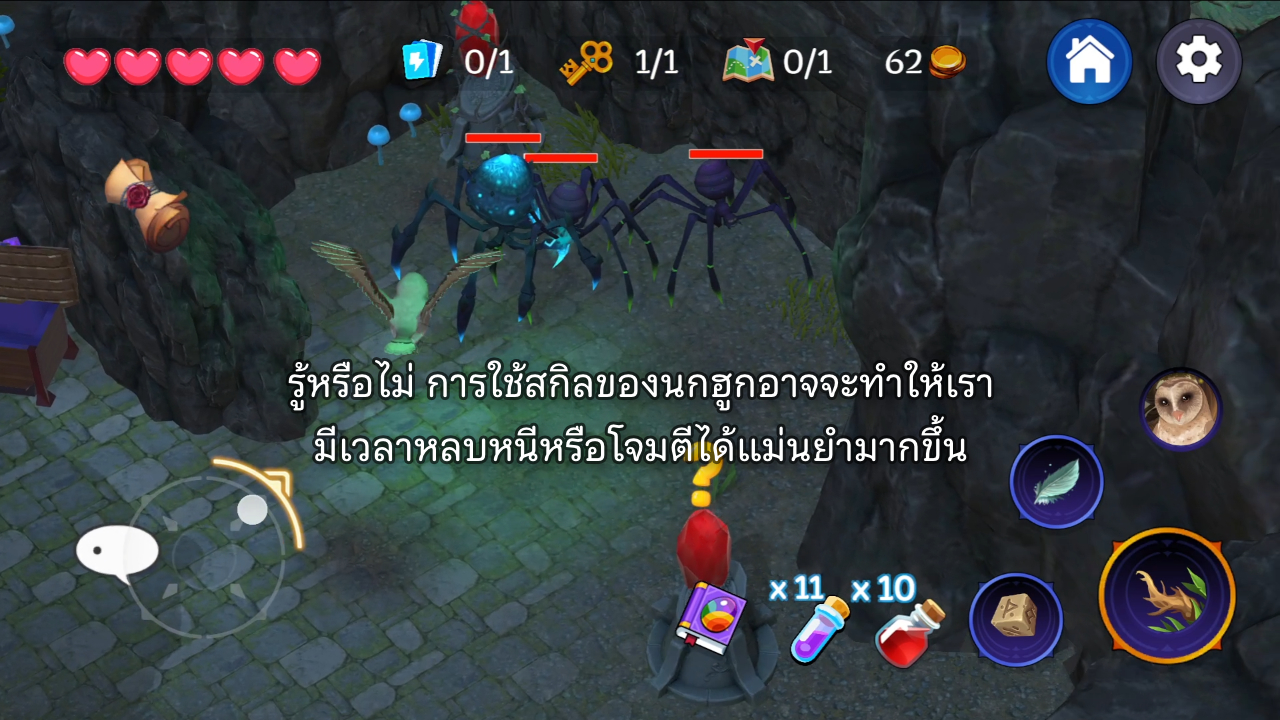 0/1 1/1 0/1 62
รู้หรือไม่ การใช้สกิลของนกฮูกอาจจะทำให้เรา
มีเวลาหลบหนีหรือโจมตีได้แม่นยำมากขึ้น
?
x 11 x 10